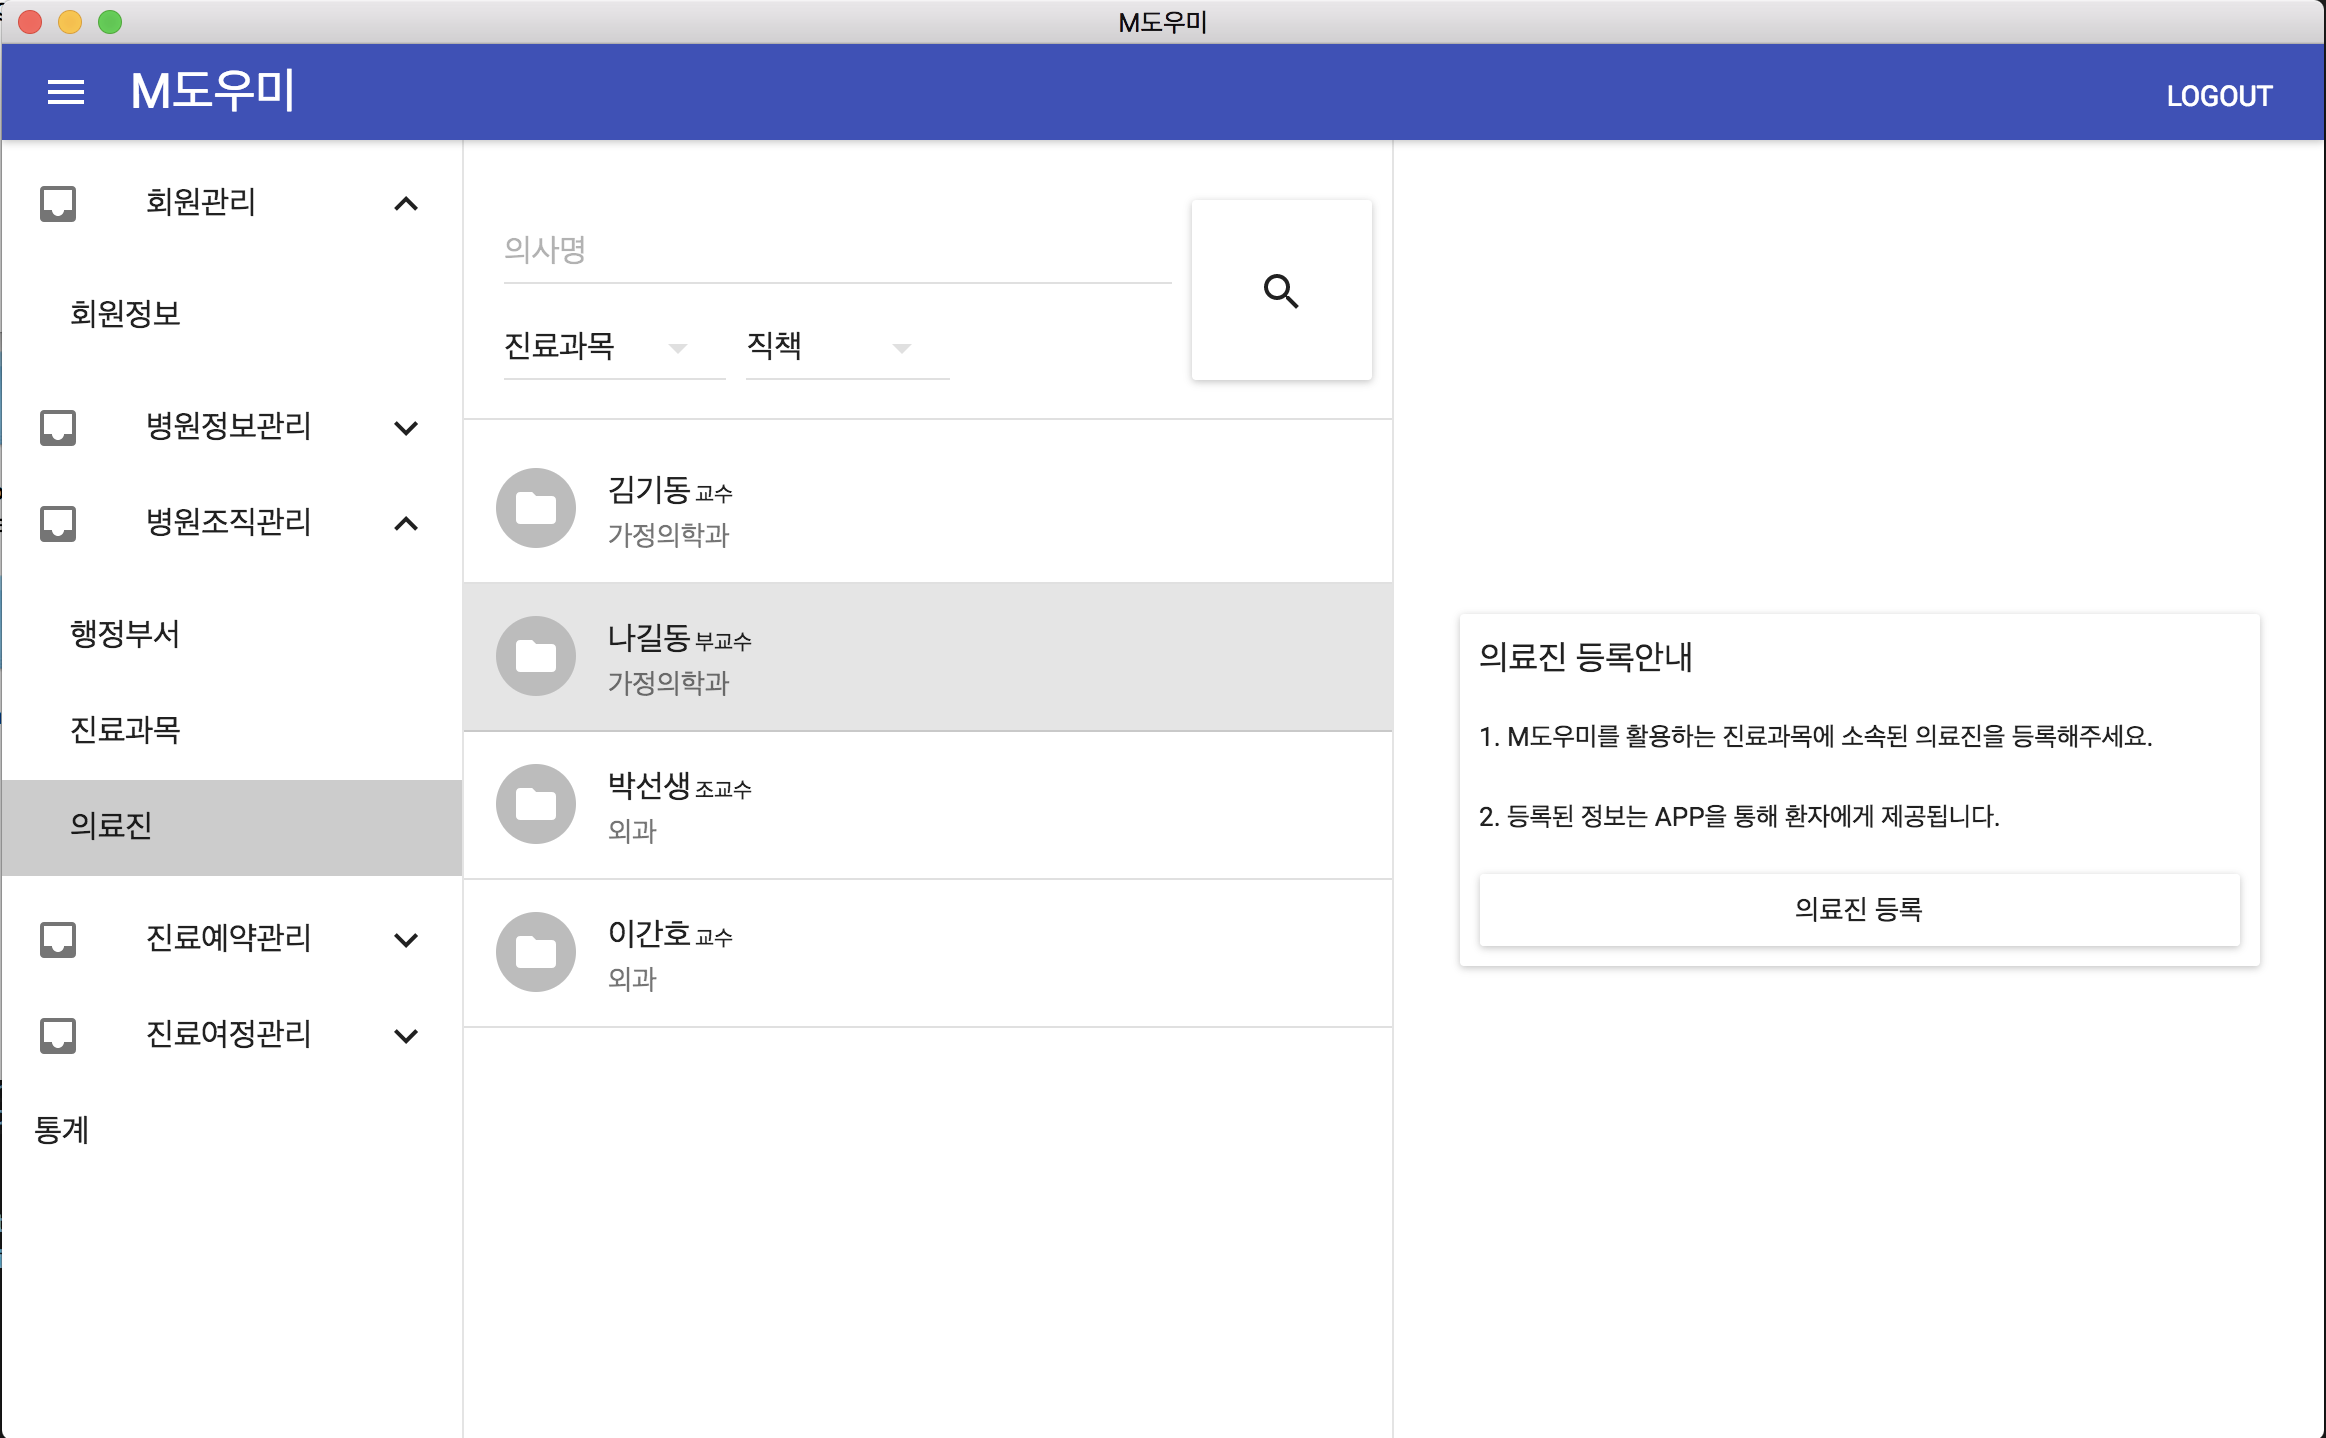 M도우미
M도우미
LOGOUT
회원관리
회원정보
병원정보관리
병원조직관리
행정부서
진료과목
의료진
진료예약관리
진료여정관리
통계
의사명
진료과목 직책
김기동 교수
가정의학과
나길동 부교수
가정의학과
박선생 조교수
외과
이간호 교수
외과
의료진 등록안내
1. M도우미를 활용하는 진료과목에 소속된 의료진을 등록해주세요.
2. 등록된 정보는 APP을 통해 환자에게 제공됩니다.
의료진 등록